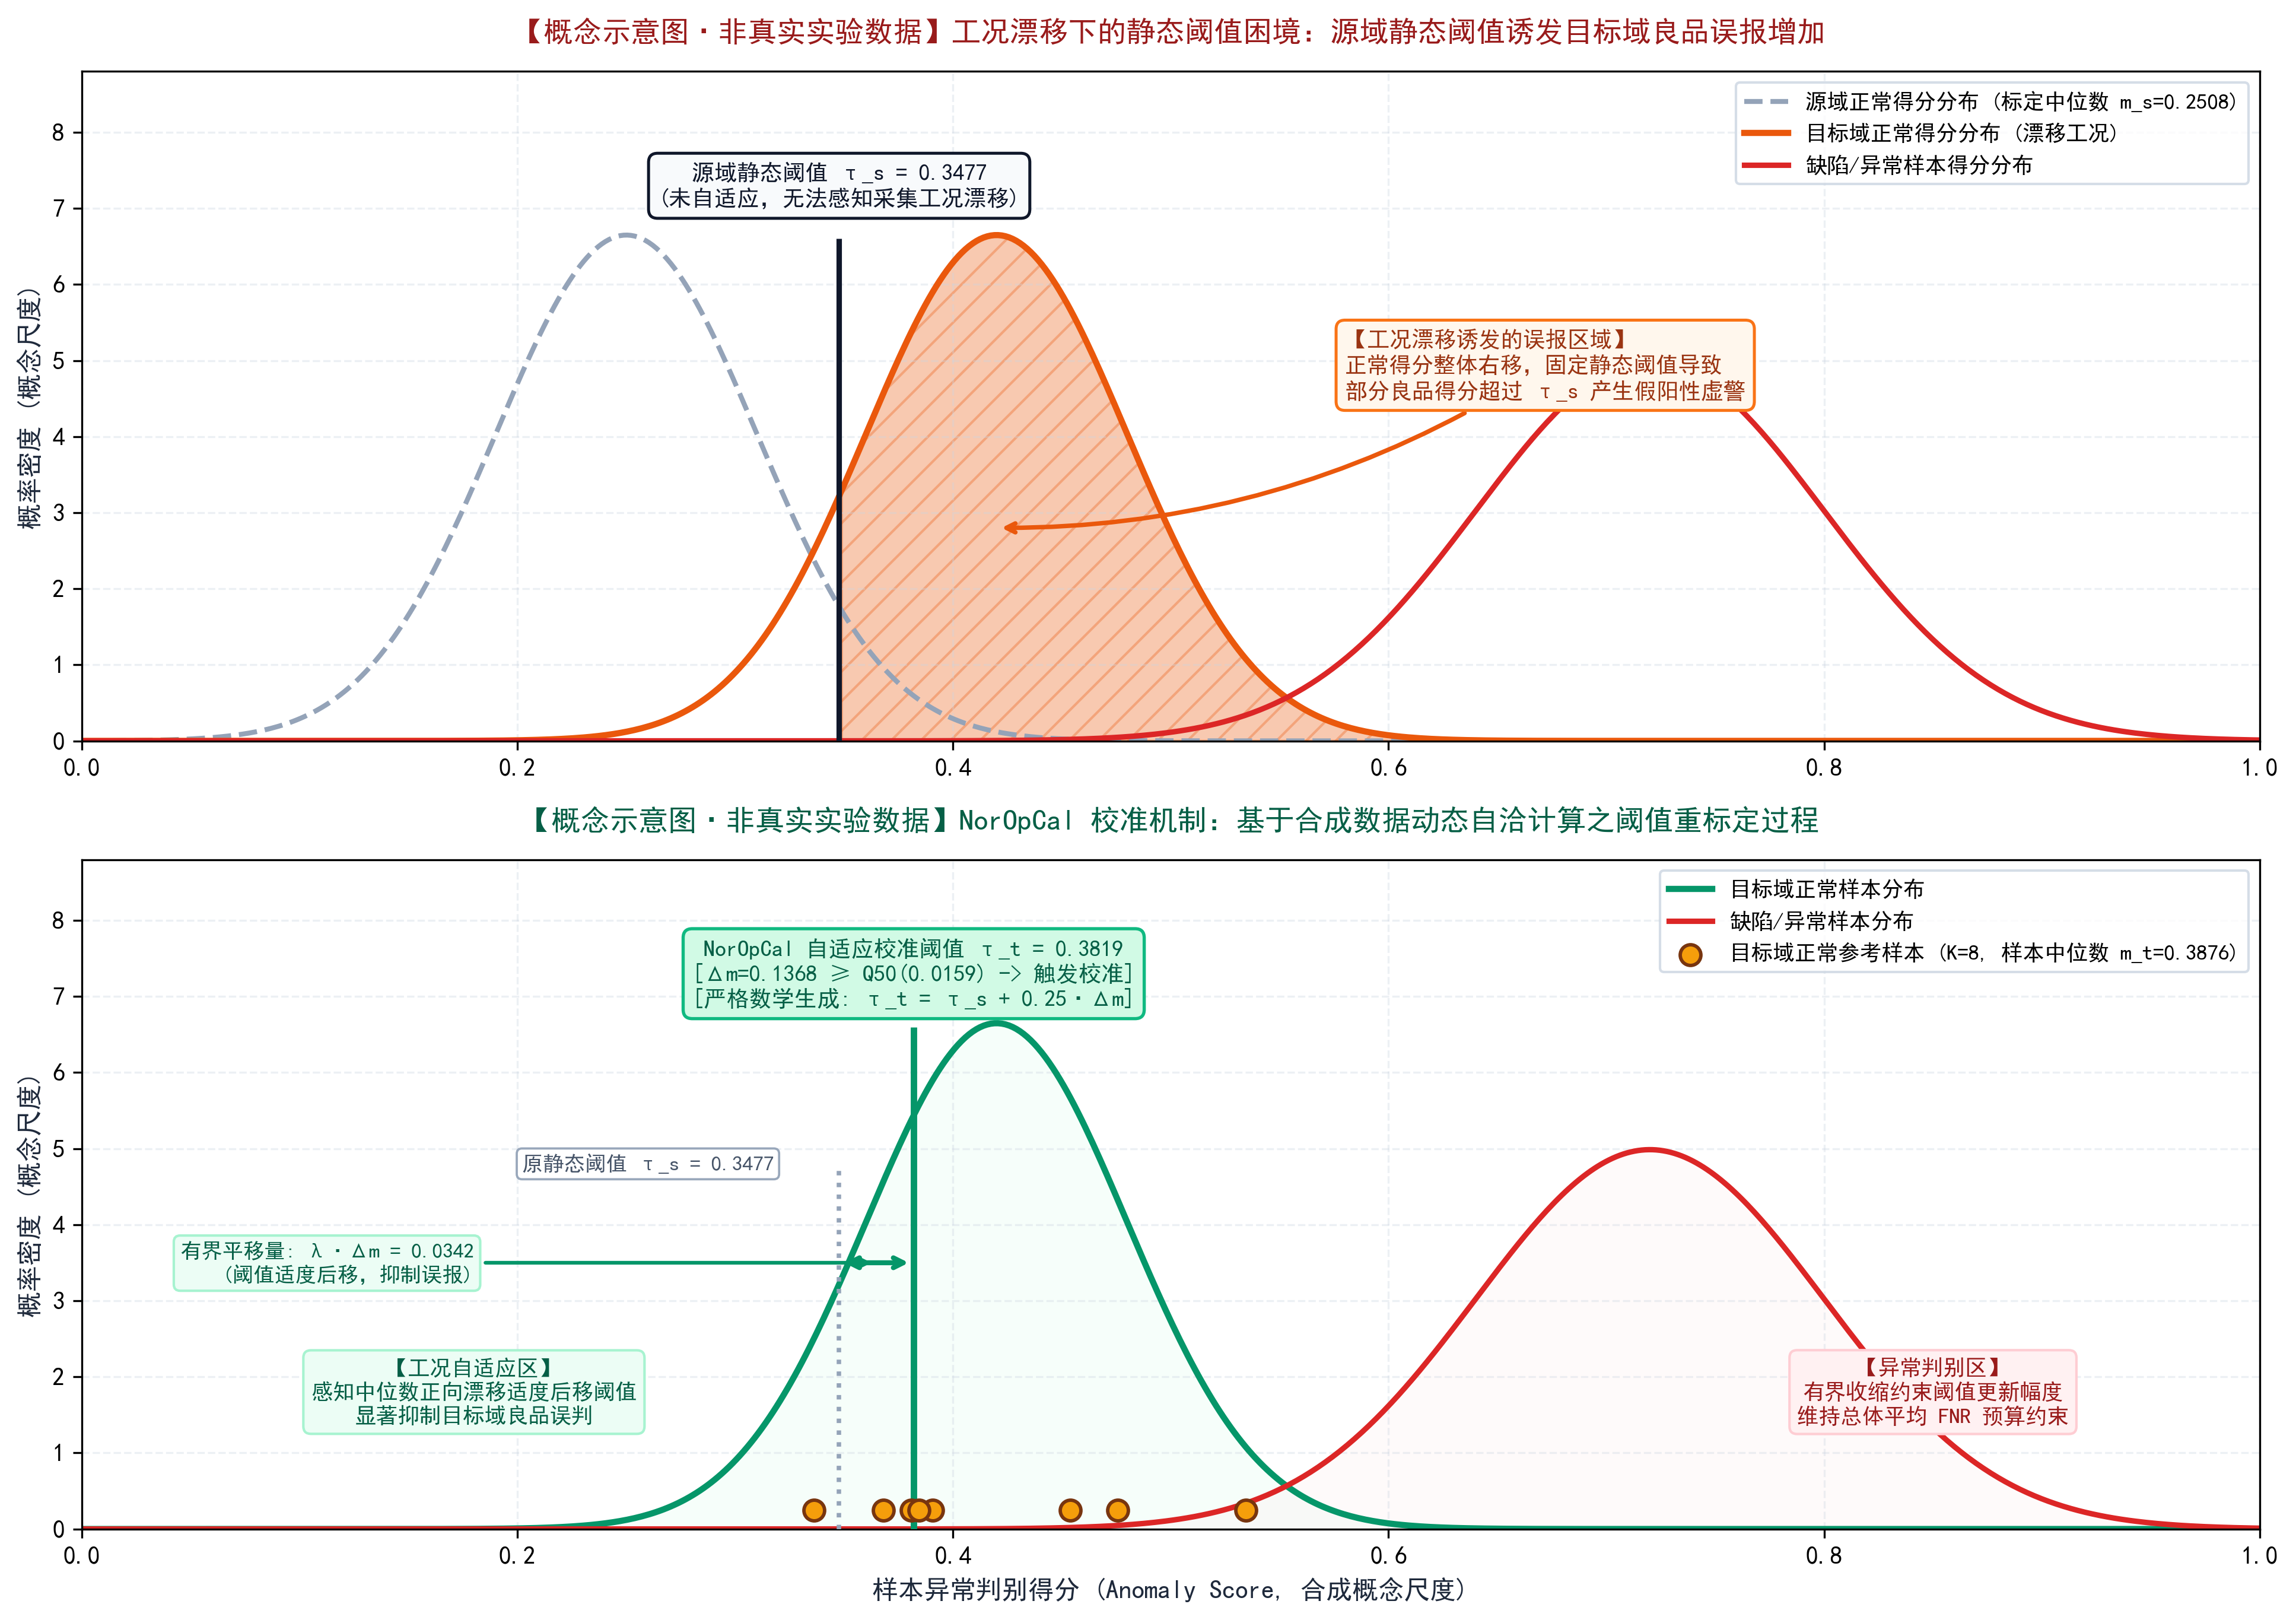 【概念示意图·非真实实验数据】工况漂移下的静态阈值困境：源域静态阈值诱发目标域良品误报增加
源域正常得分分布 (标定中位数 m_s=0.2508)
目标域正常得分分布 (漂移工况)
缺陷/异常样本得分分布
源域静态阈值 τ_s = 0.3477
(未自适应，无法感知采集工况漂移)
【工况漂移诱发的误报区域】
正常得分整体右移，固定静态阈值导致
部分良品得分超过 τ_s 产生假阳性虚警
概率密度 (概念尺度)
8
7
6
5
4
3
2
1
0
0.0
0.2
0.4
0.6
0.8
1.0
【概念示意图·非真实实验数据】NorOpCal 校准机制：基于合成数据动态自洽计算之阈值重标定过程
目标域正常样本分布
缺陷/异常样本分布
目标域正常参考样本 (K=8, 样本中位数 m_t=0.3876)
NorOpCal 自适应校准阈值 τ_t = 0.3819
[Δm=0.1368 ≥ Q50(0.0159) -> 触发校准]
[严格数学生成: τ_t = τ_s + 0.25·Δm]
原静态阈值 τ_s = 0.3477
有界平移量: λ·Δm = 0.0342
(阈值适度后移，抑制误报)
【工况自适应区】
感知中位数正向漂移适度后移阈值
显著抑制目标域良品误判
【异常判别区】
有界收缩约束阈值更新幅度
维持总体平均 FNR 预算约束
概率密度 (概念尺度)
8
7
6
5
4
3
2
1
0
0.0
0.2
0.4
0.6
0.8
1.0
样本异常判别得分 (Anomaly Score, 合成概念尺度)